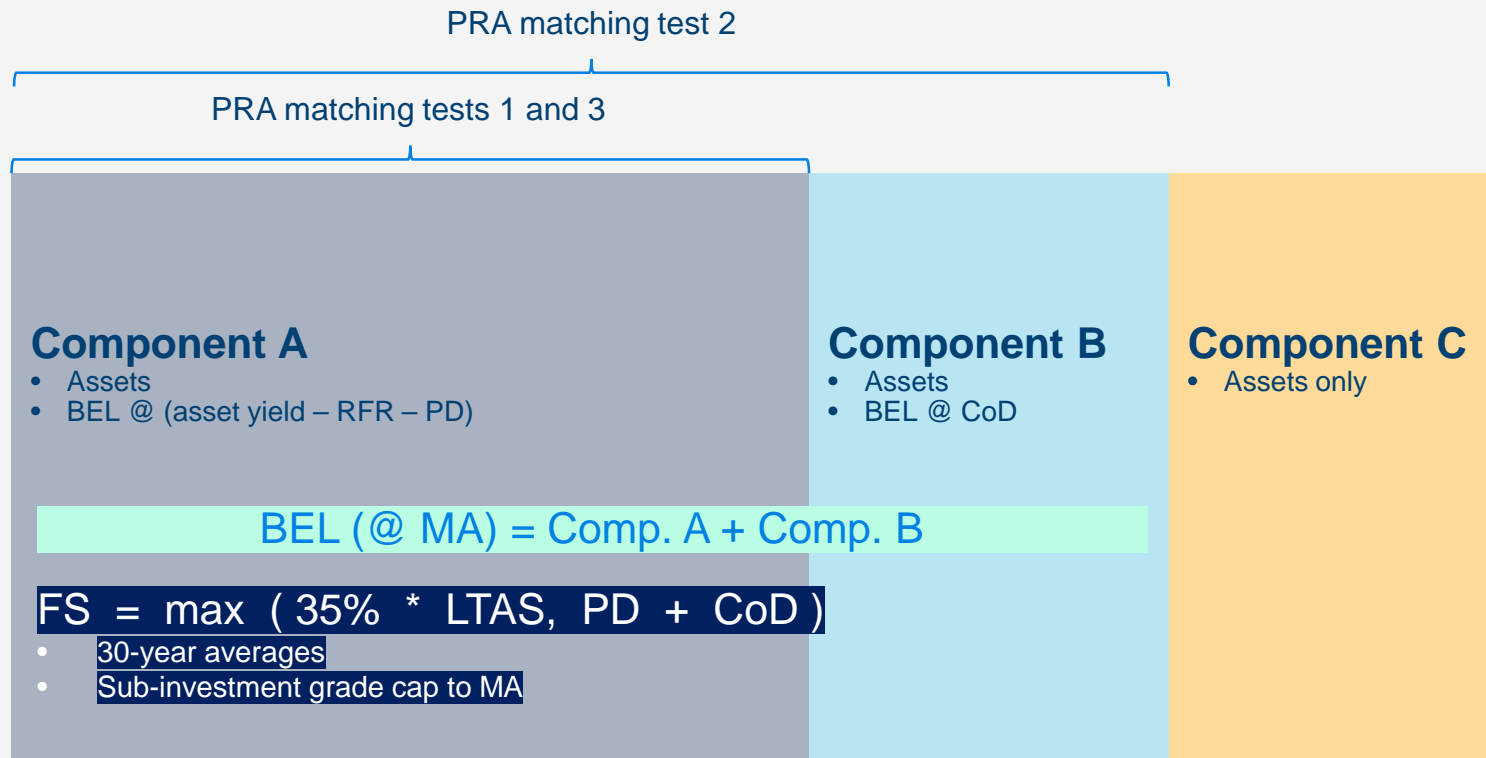 PRA matching test 2
PRA matching tests 1 and 3
Component A
• Assets
• BEL @ (asset yield – RFR – PD)
Component B
• Assets
• BEL @ CoD
Component C
• Assets only
BEL (@ MA) = Comp. A + Comp. B
FS = max ( 35% * LTAS, PD + CoD )
• 30-year averages
• Sub-investment grade cap to MA